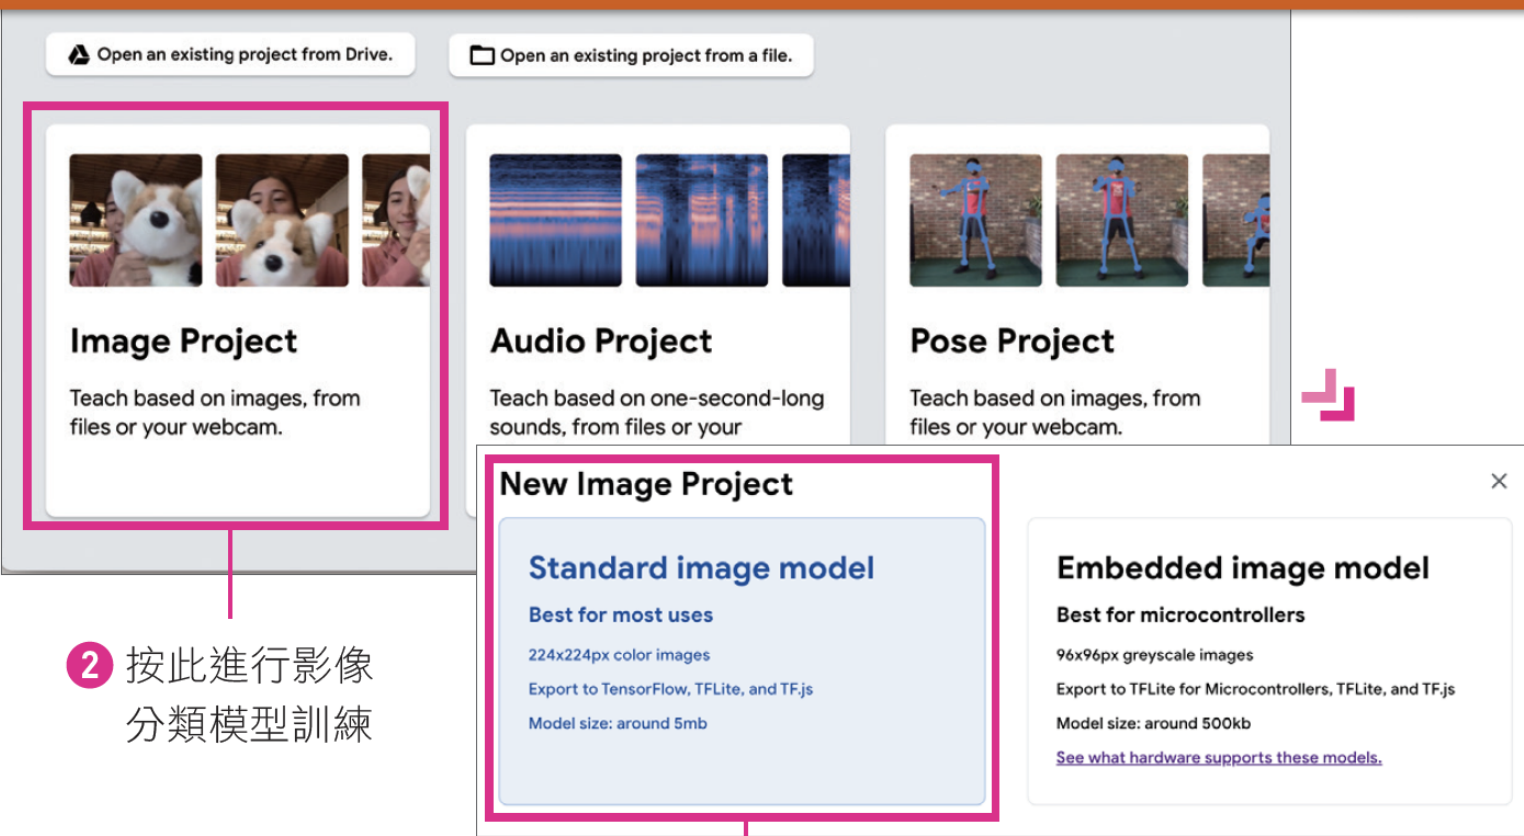 Open an existing project from Drive.
Open an existing project from a file.
Image Project
Teach based on images, from
files or your webcam.
Audio Project
Teach based on one-second-long
sounds, from files or your
Pose Project
Teach based on images, from
files or your webcam.
New Image Project
Standard image model
Best for most uses
224x224px color images
Export to TensorFlow, TFLite, and TF.js
Model size: around 5mb
Embedded image model
Best for microcontrollers
96x96px greyscale images
Export to TFLite for Microcontrollers, TFLite, and TF.js
Model size: around 500kb
See what hardware supports these models.
2 按此進行影像
分類模型訓練